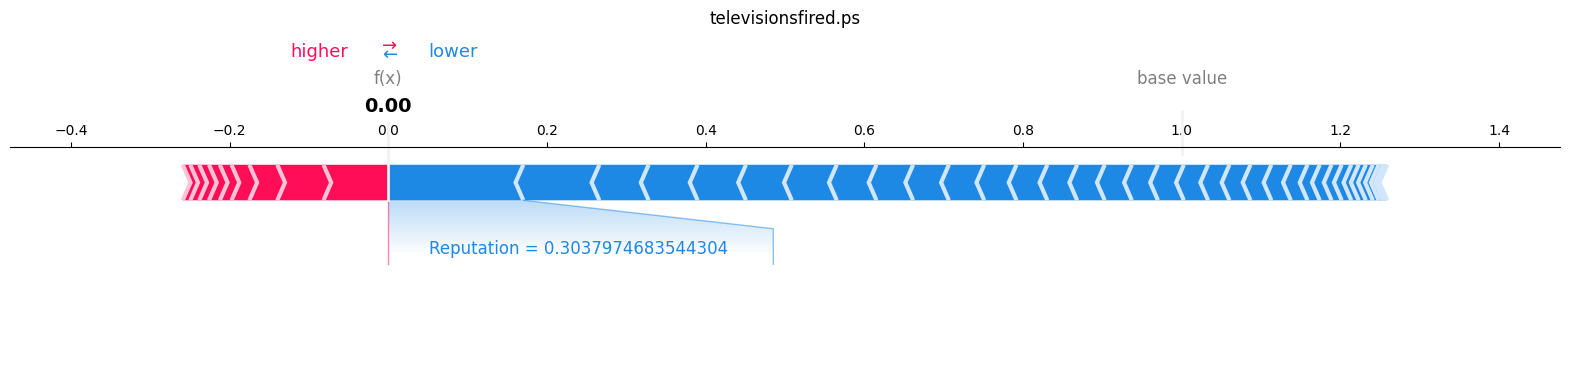 televisionsfired.ps
higher ⇄ lower
f(x) base value
0.00
−0.4 −0.2 0.0 0.2 0.4 0.6 0.8 1.0 1.2 1.4
Reputation = 0.3037974683544304